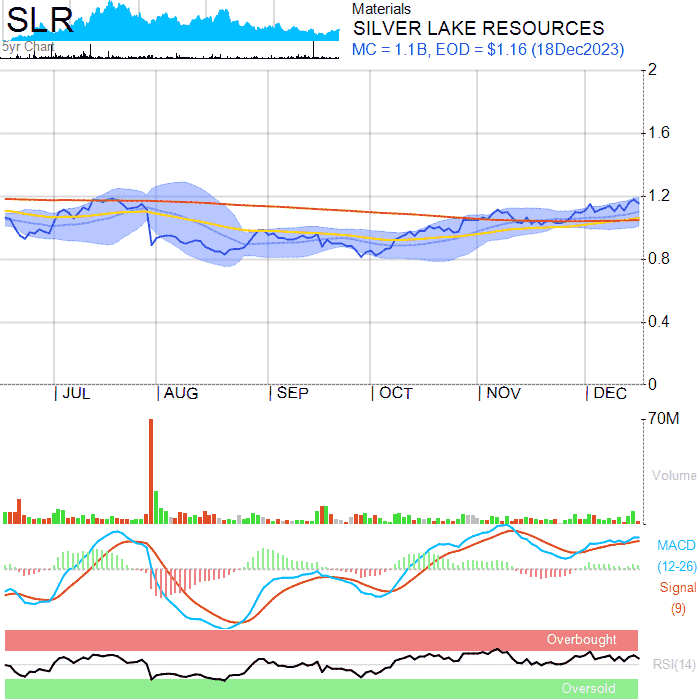 SLR
5yr Chart
Materials
SILVER LAKE RESOURCES
MC = 1.1B, EOD = $1.16 (18Dec2023)
2
1.6
1.2
0.8
0.4
0
JUL AUG SEP OCT NOV DEC
70M
Volume
MACD
(12-26)
Signal
(9)
Overbought
RSI(14)
Oversold